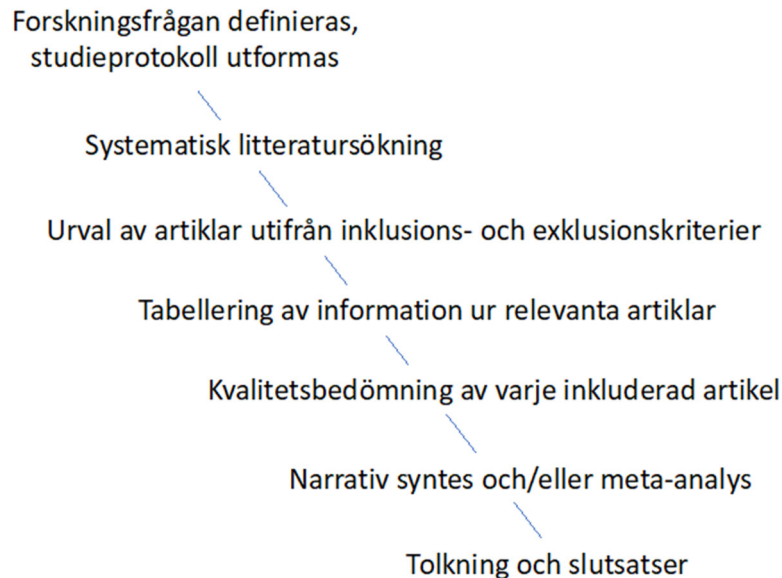 Forskningsfrågan definieras,
studieprotokoll utformas
Systematisk litteratursökning
Urval av artiklar utifrån inklusions- och exklusionskriterier
Tabellering av information ur relevanta artiklar
Kvalitetsbedömning av varje inkluderad artikel
Narrativ syntes och/eller meta-analys
Tolkning och slutsatser